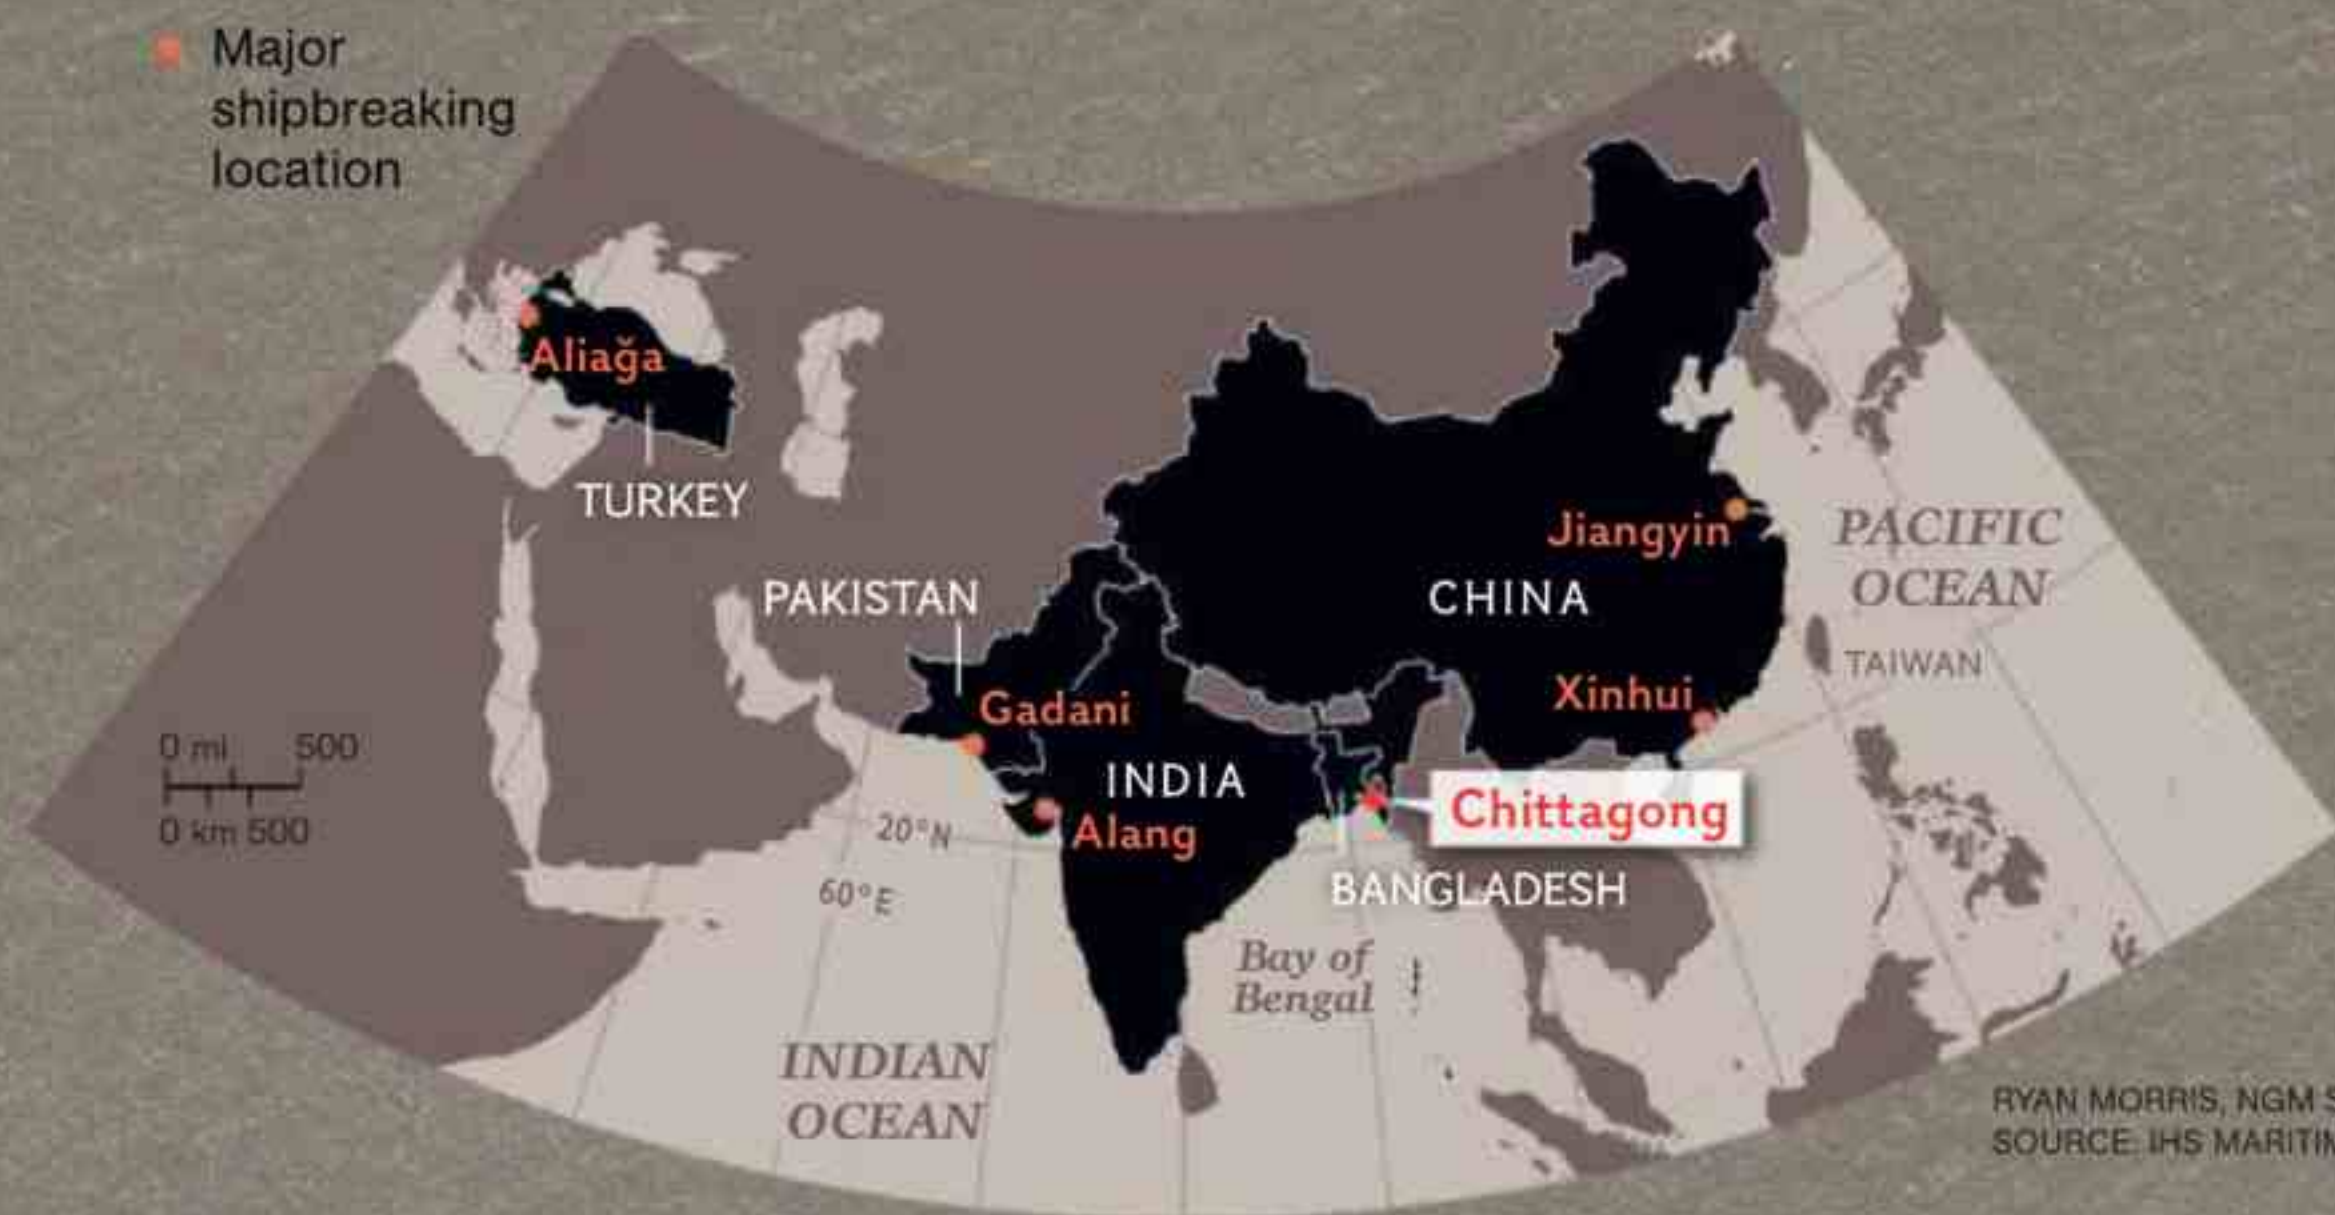 Major
shipbreaking
location
Aliağa
TURKEY
PAKISTAN
Gadani
INDIA
Alang
CHINA
Jiangyin
Xinhui
PACIFIC
OCEAN
TAIWAN
Chittagong
BANGLADESH
0 mi 500
0 km 500
20°N
60°E
Bay of
Bengal
INDIAN
OCEAN
RYAN MORRIS, NGM
SOURCE: IHS